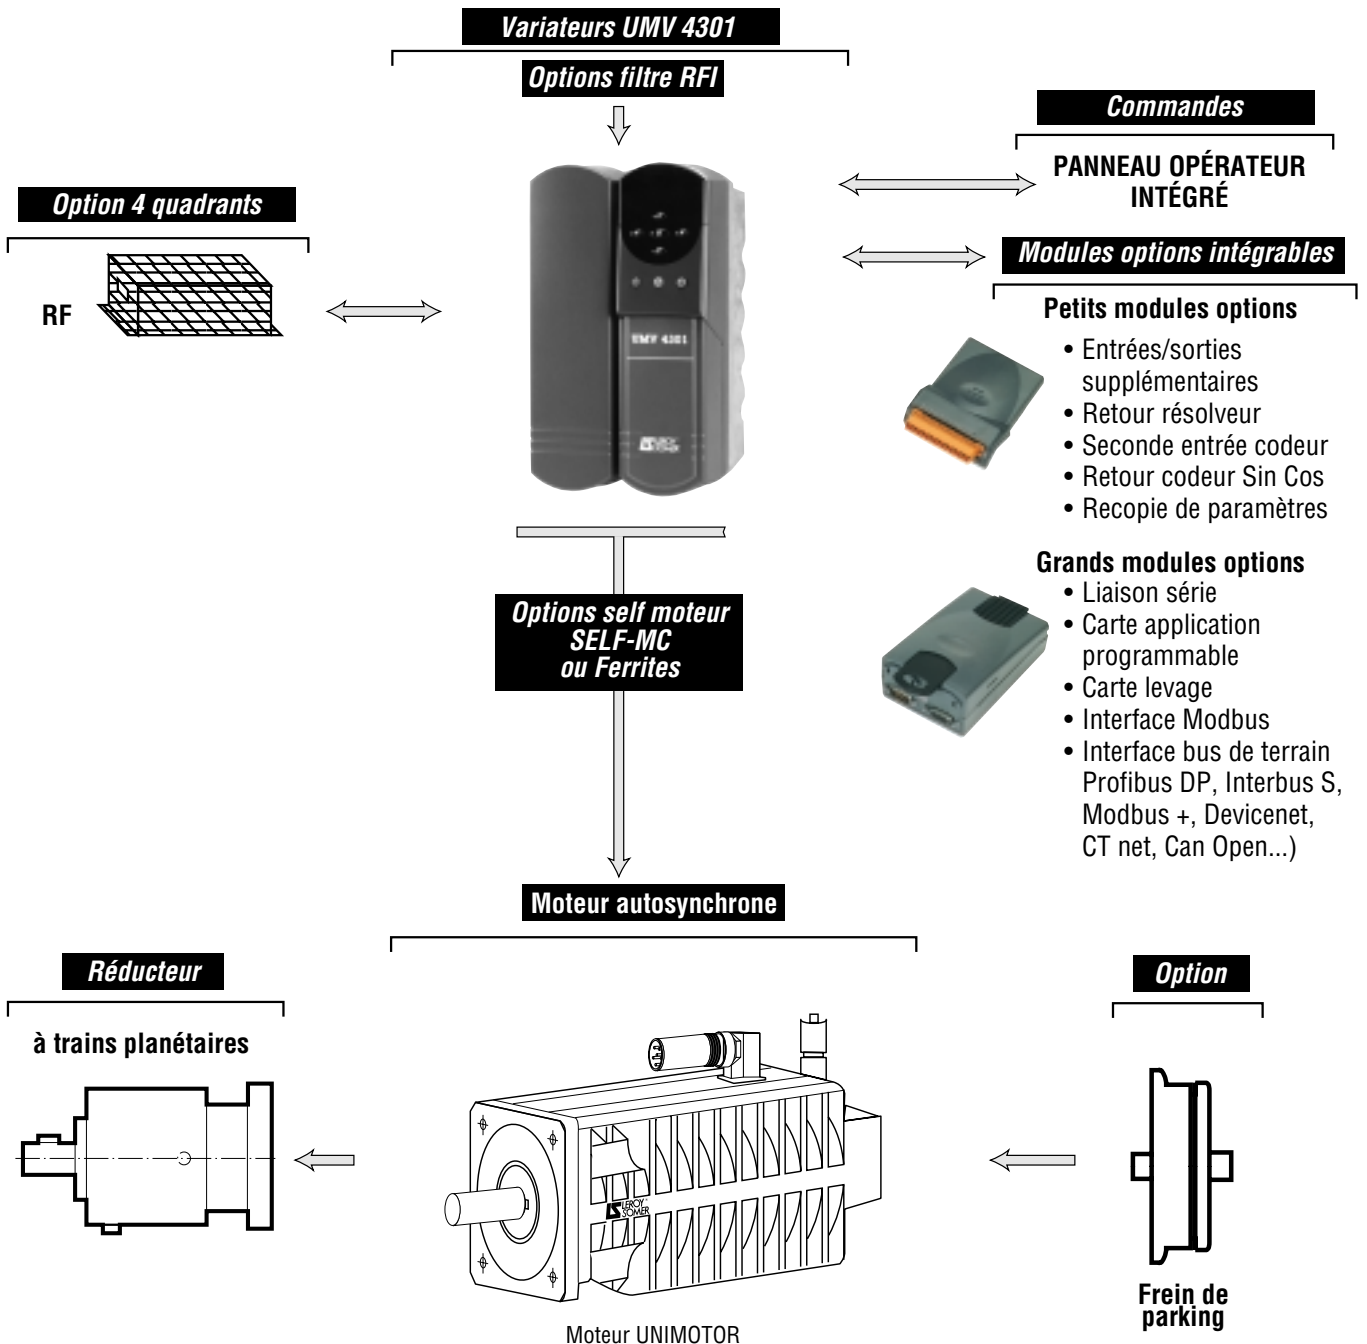 Variateurs UMV 4301
Options filtre RFI
Commandes
PANNEAU OPÉRATEUR
INTÉGRÉ
Option 4 quadrants
RF
Modules options intégrables
Petits modules options
• Entrées/sorties
supplémentaires
• Retour résolveur
• Seconde entrée codeur
• Retour codeur Sin Cos
• Recopie de paramètres
UMV 4301
LEROY
SOMER
Grands modules options
• Liaison série
• Carte application
programmable
• Carte levage
• Interface Modbus
• Interface bus de terrain
Profibus DP, Interbus S,
Modbus +, Devicenet,
CT net, Can Open...)
Options self moteur
SELF-MC
ou Ferrites
Moteur autosynchrone
Réducteur
à trains planétaires
Option
LEROY
SOMER
Frein de
parking
Moteur UNIMOTOR